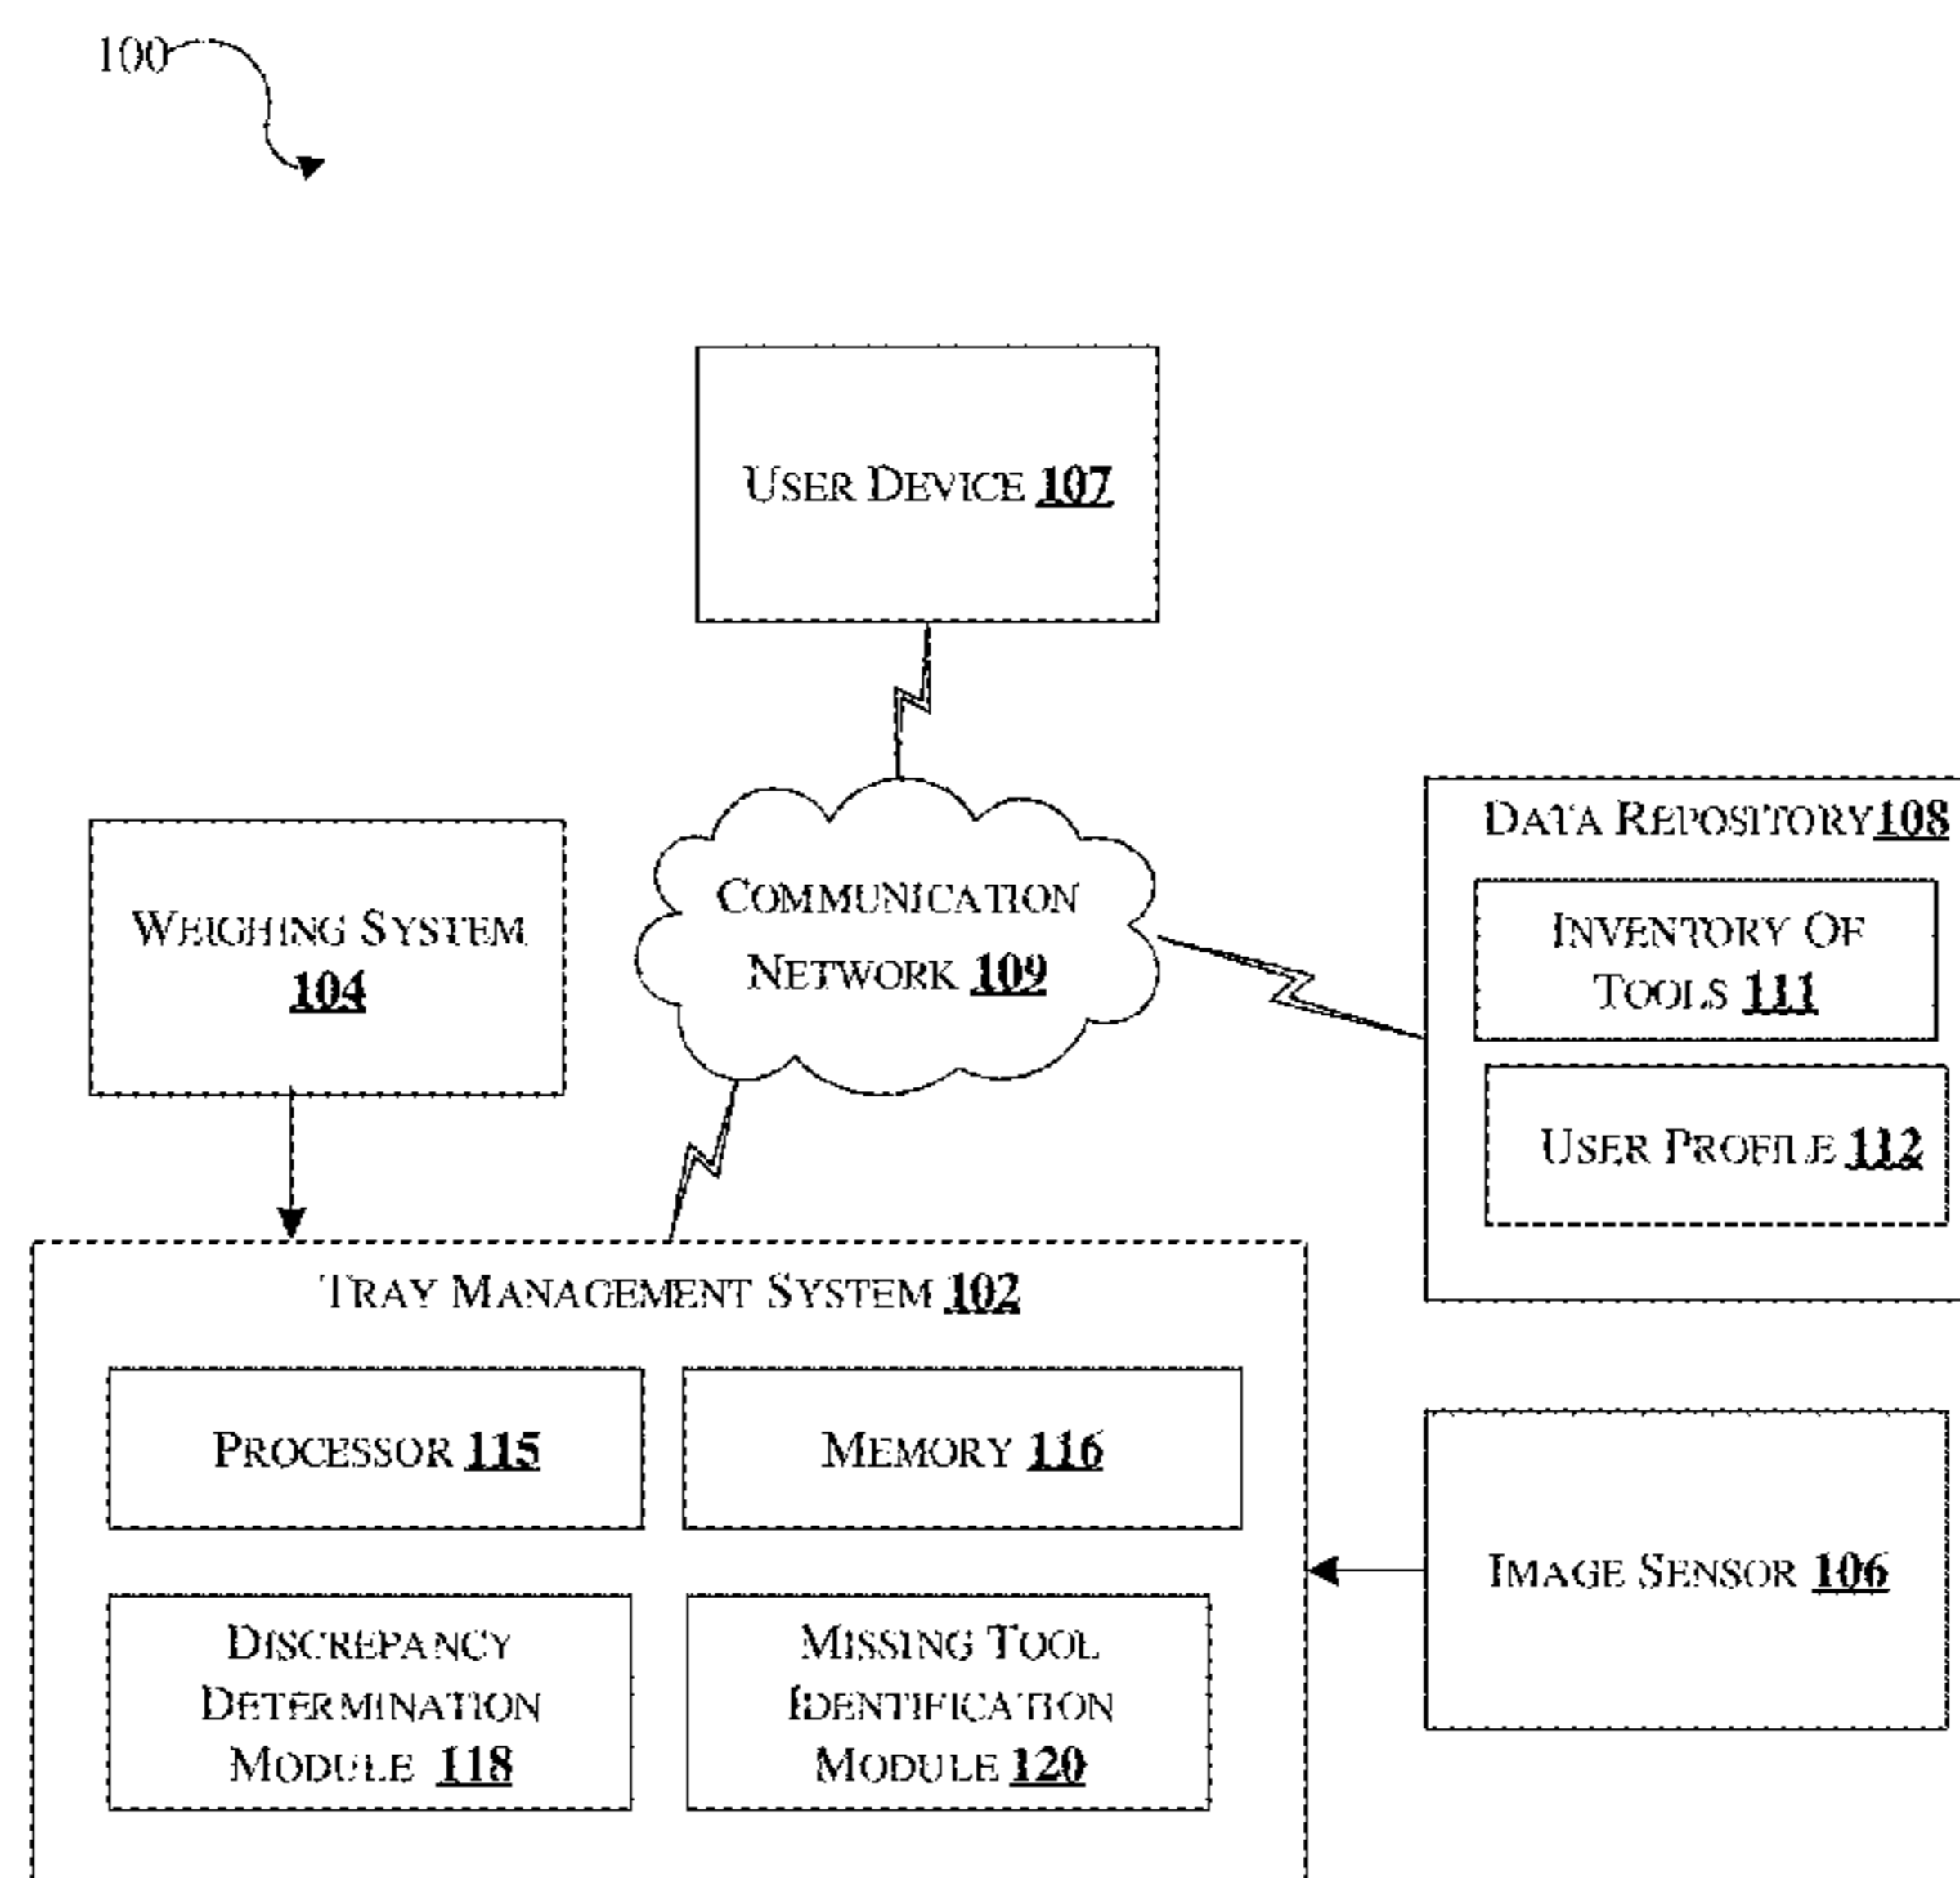 100
USER DEVICE 107
DATA REPOSITORY 108
COMMUNICATION
NETWORK 109
WEIGHING SYSTEM
104
INVENTORY OF
TOOLS 111
USER PROFILE 112
TRAY MANAGEMENT SYSTEM 102
PROCESSOR 115
MEMORY 116
IMAGE SENSOR 106
DISCREPANCY
DETERMINATION
MODULE 118
MISSING TOOL
IDENTIFICATION
MODULE 120